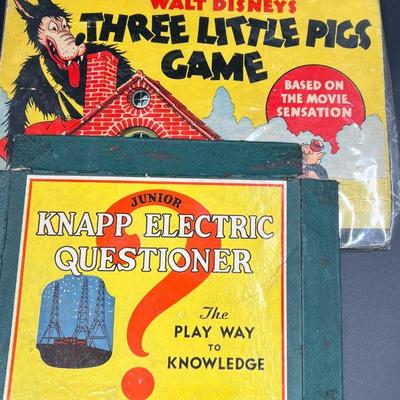 WALT DISNEYS
THREE LITTLE PIGS
GAME
BASED ON
THE MOVIE
SENSATION
JUNIOR
KNAPP ELECTRIC
QUESTIONER
The
PLAY WAY
TO
KNOWLEDGE